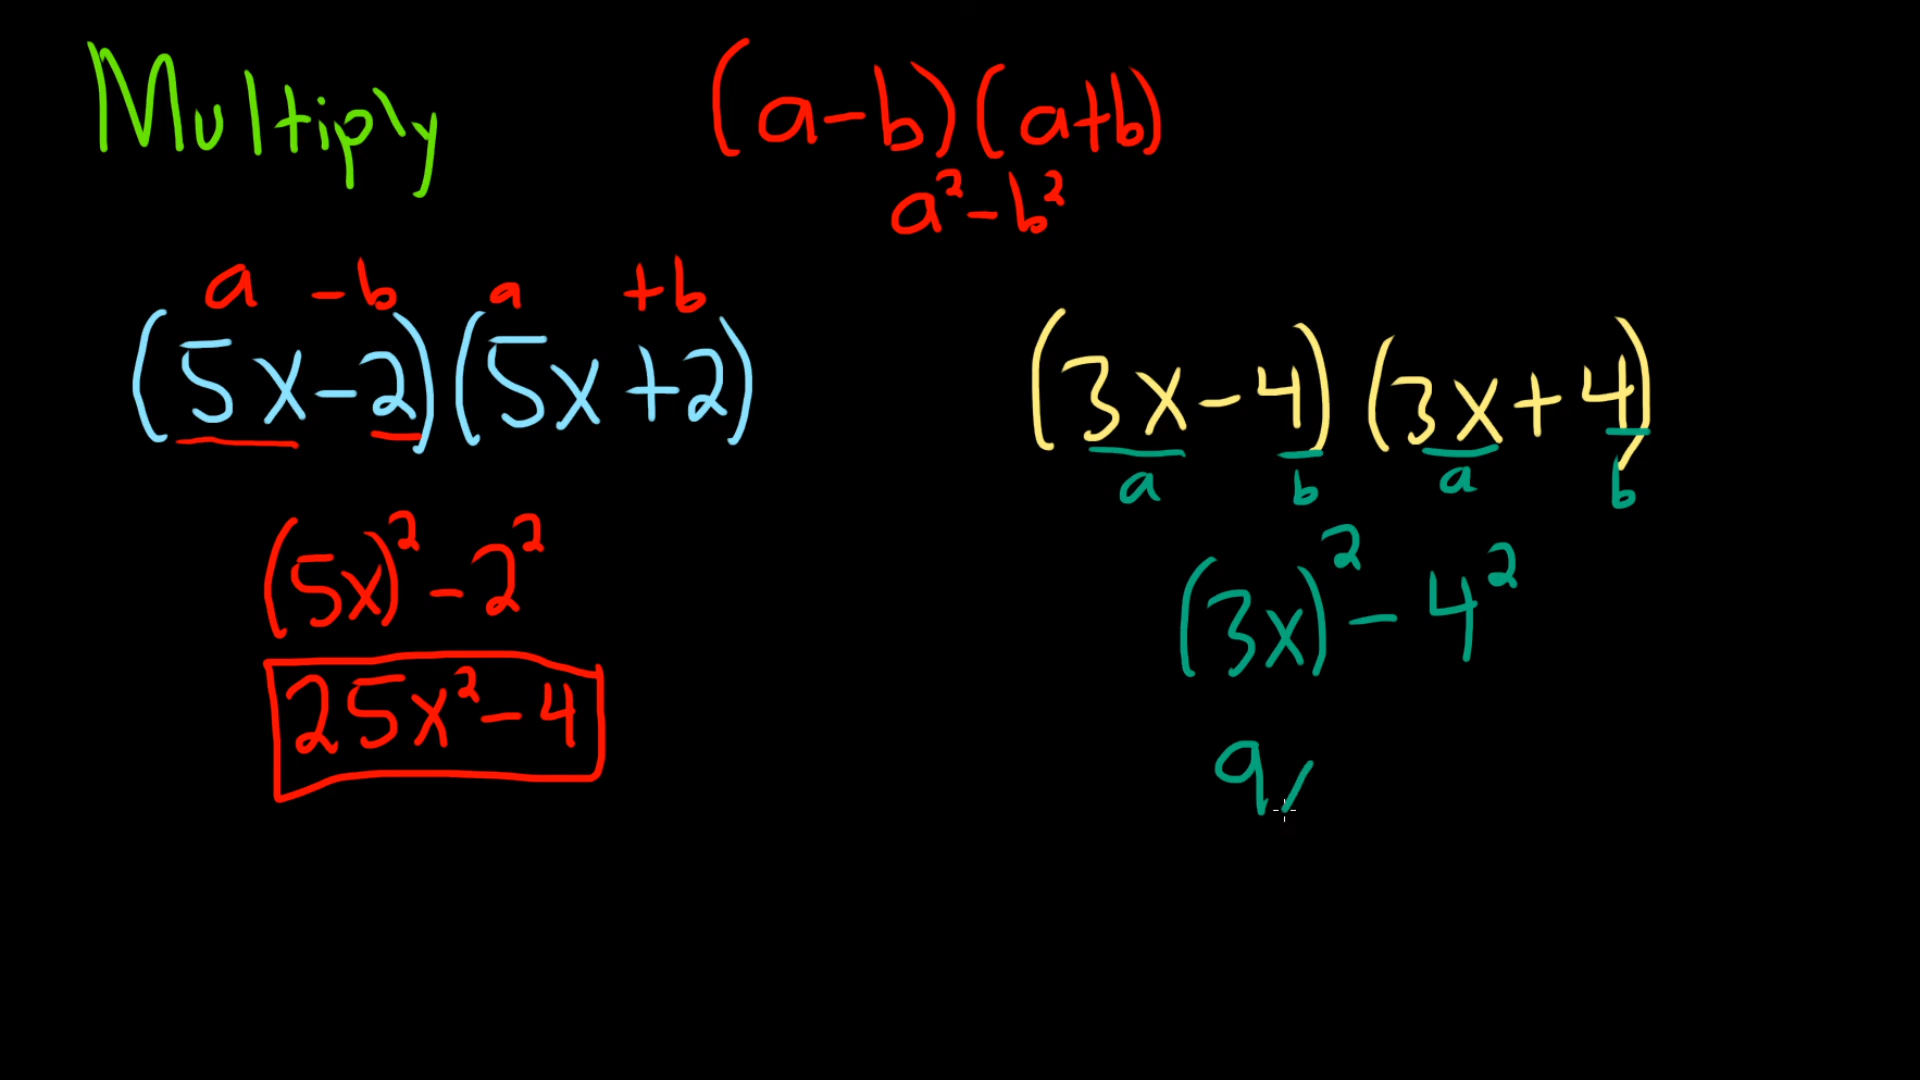 Multiply
(a-b)(a+b)
a²-b²
a -b a +b
(5x-2)(5x+2)
(5x)²-2²
25x²-4
(3x-4)(3x+4)
a b a b
(3x)²-4²
9